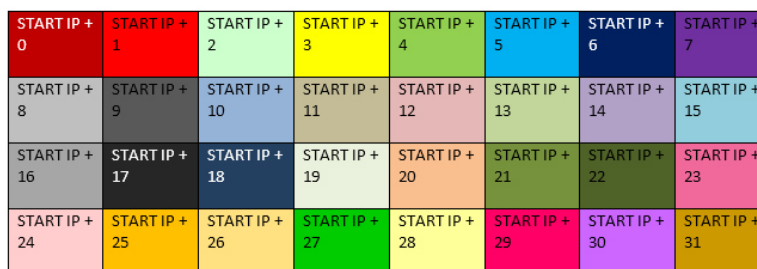 START IP +
0
START IP +
1
START IP +
2
START IP +
3
START IP +
4
START IP +
5
START IP +
6
START IP +
7
START IP +
8
START IP +
9
START IP +
10
START IP +
11
START IP +
12
START IP +
13
START IP +
14
START IP +
15
START IP +
16
START IP +
17
START IP +
18
START IP +
19
START IP +
20
START IP +
21
START IP +
22
START IP +
23
START IP +
24
START IP +
25
START IP +
26
START IP +
27
START IP +
28
START IP +
29
START IP +
30
START IP +
31